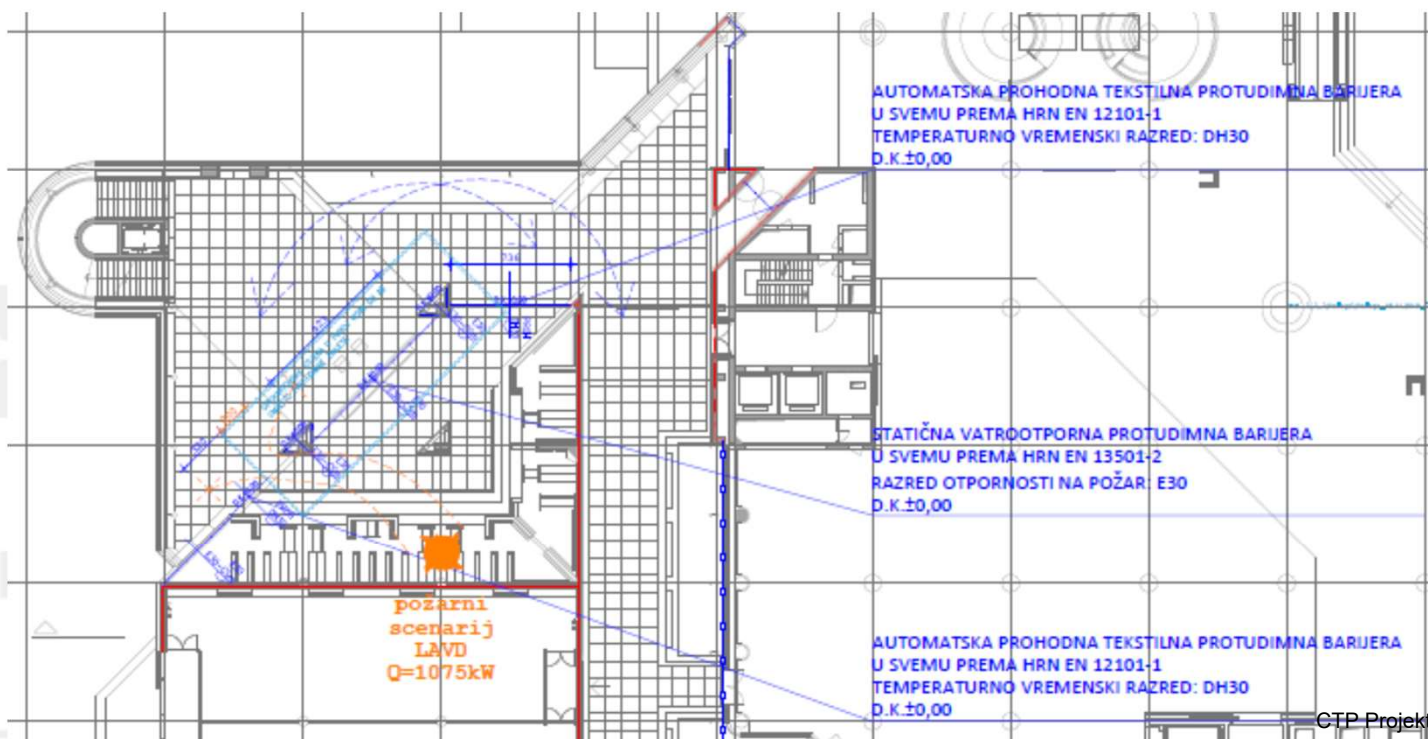 AUTOMATSKA PROHODNA TEKSTILNA PROTUDIMNA BARIJERA
U SVEMU PREMA HRN EN 12101-1
TEMPERATURNO VREMENSKI RAZRED: DH30
D.K.±0,00
STATIČNA VATROOTPORNA PROTUDIMNA BARIJERA
U SVEMU PREMA HRN EN 13501-2
RAZRED OTPORNOSTI NA POŽAR: E30
D.K.±0,00
požarni
scenarij
LAVD
Q=1075kW
AUTOMATSKA PROHODNA TEKSTILNA PROTUDIMNA BARIJERA
U SVEMU PREMA HRN EN 12101-1
TEMPERATURNO VREMENSKI RAZRED: DH30
D.K.±0,00
CTP Projekt